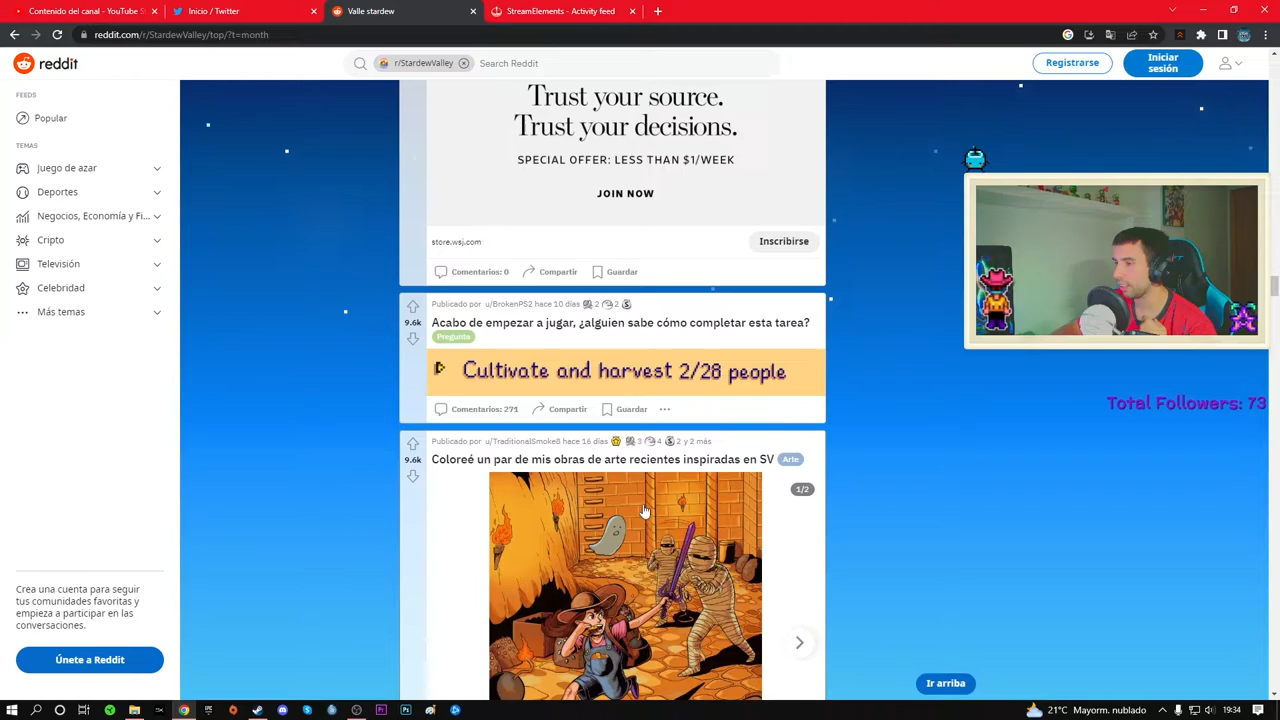 Contenido del canal - YouTube S
Inicio / Twitter
Valle stardew
StreamElements - Activity feed
reddit.com/r/StardewValley/top/?t=month
reddit
r/StardewValley
Search Reddit
Registrarse
Iniciar sesión
FEEDS
Popular
TEMAS
Juego de azar
Deportes
Negocios, Economía y Fi...
Cripto
Televisión
Celebridad
Más temas
Crea una cuenta para seguir
tus comunidades favoritas y
empieza a participar en las
conversaciones.
Únete a Reddit
Trust your source.
Trust your decisions.
SPECIAL OFFER: LESS THAN $1/WEEK
JOIN NOW
store.wsj.com
Inscribirse
Comentarios: 0
Compartir
Guardar
Publicado por u/BrokenPS2 hace 10 días 2 2
9.6k
Acabo de empezar a jugar, ¿alguien sabe cómo completar esta tarea?
Pregunta
Cultivate and harvest 2/28 people
Comentarios: 271
Compartir
Guardar
Publicado por u/TraditionalSmoke8 hace 16 días 3 4 2 y 2 más
9.6k
Coloreé un par de mis obras de arte recientes inspiradas en SV
Arte
1/2
Total Followers: 73
Ir arriba
21°C Mayorm. nublado
19:34